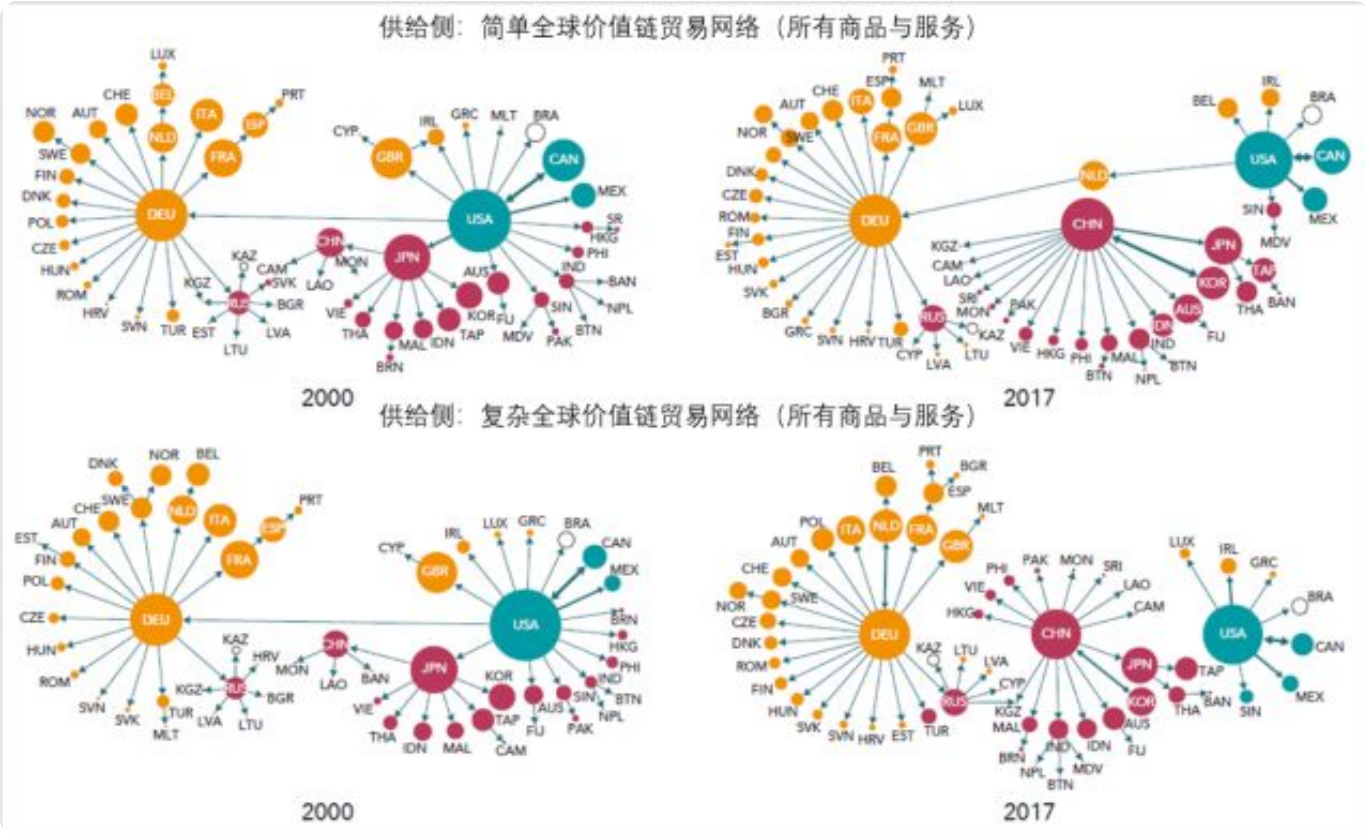 供给侧：简单全球价值链贸易网络（所有商品与服务）
LUX
BEL
CHE
AUT
NOR
NLD
ITA
PRT
ISP
FRA
SWE
FIN
DNK
POL
CZE
HUN
ROM
HRV
SVN
TUR
DEU
KGZ
KAZ
RUS
EST
LTU
LVA
BGR
SVK
CAM
CHN
MON
LAO
CYP
GBR
IRL
GRC
MLT
BRA
CAN
MEX
USA
SR
HKG
PHI
IND
BAN
NPL
BTN
PAK
SIN
MDV
FIJ
AUS
KOR
TAP
JPN
IDN
MAL
BRN
THA
VIE
2000
PRT
ESP
ITA
CHE
AUT
NOR
SWE
FRA
GBR
MLT
LUX
DNK
CZE
ROM
FIN
EST
HUN
SVK
BGR
GRC
SVN
HRV
TUR
DEU
RUS
CYP
LVA
LTU
KAZ
NLD
BEL
IRL
BRA
USA
CAN
MEX
SIN
MDV
CHN
KGZ
CAM
LAO
SRI
MON
PAK
VIE
HKG
PHI
BTN
MAL
NPL
IND
BTN
IDN
AUS
FIJ
KOR
JPN
TAP
THA
BAN
2017
供给侧：复杂全球价值链贸易网络（所有商品与服务）
DNK
NOR
BEL
SWE
CHE
AUT
EST
FIN
POL
CZE
HUN
ROM
SVN
SVK
MLT
TUR
NLD
ITA
FRA
ESP
PRT
DEU
KAZ
HRV
KGZ
RUS
BGR
LVA
LTU
MON
CHN
LAO
BAN
CYP
GBR
IRL
LUX
GRC
BRA
CAN
MEX
USA
BRN
HKG
PHI
IND
BTN
NPL
SIN
PAK
AUS
FIJ
JPN
KOR
TAP
CAM
MAL
IDN
THA
VIE
2000
BEL
PRT
BGR
ESP
MLT
POL
ITA
NLD
FRA
GBR
AUT
CHE
SWE
NOR
CZE
DNK
ROM
FIN
HUN
SVK
SVN
HRV
EST
TUR
DEU
KAZ
LTU
LVA
CYP
RUS
KGZ
PHI
PAK
MON
SRI
LAO
CAM
VIE
HKG
CHN
MAL
BRN
NPL
IND
BTN
MDV
IDN
AUS
FIJ
KOR
JPN
TAP
THA
BAN
LUX
IRL
GRC
BRA
USA
CAN
MEX
SIN
2017